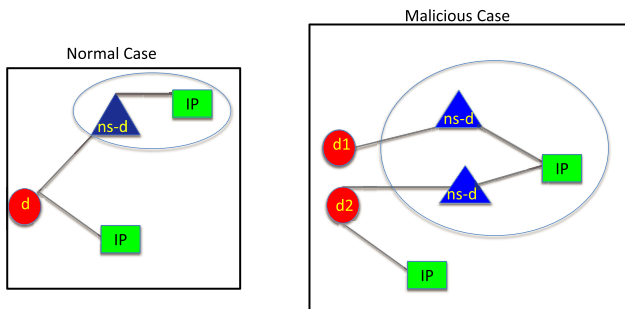 Normal Case
IP
ns-d
d
IP
Malicious Case
ns-d
d1
IP
ns-d
d2
IP